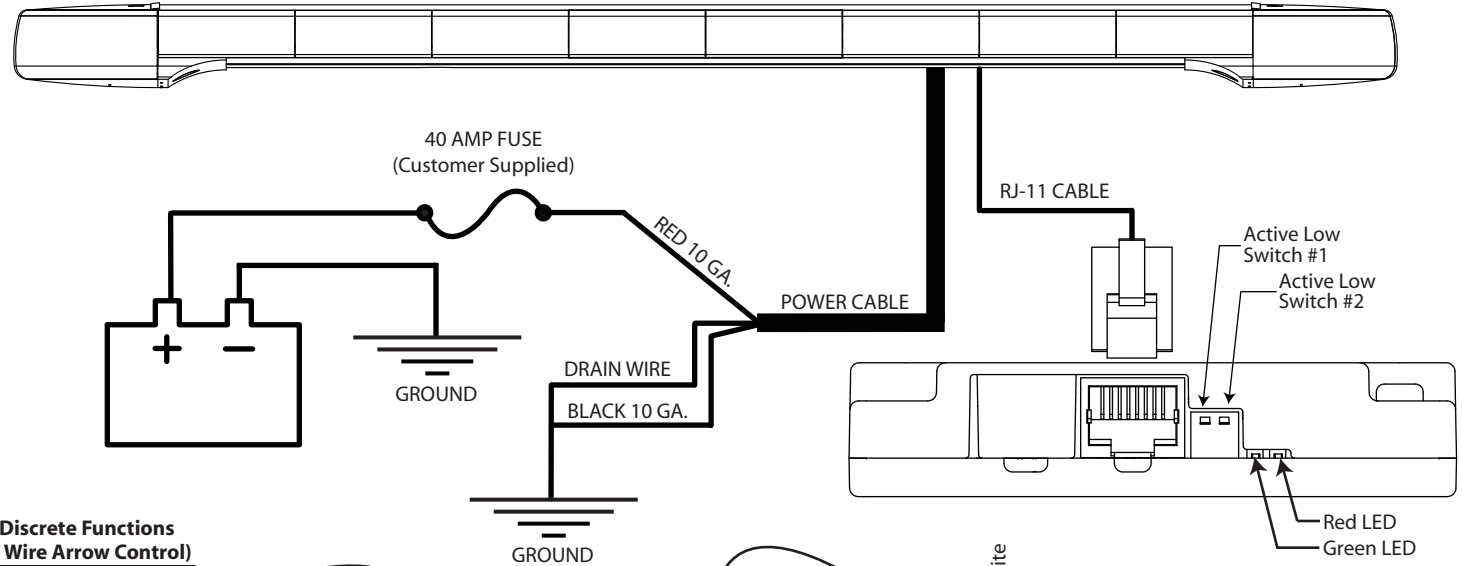 40 AMP FUSE
(Customer Supplied)
RED 10 GA.
RJ-11 CABLE
POWER CABLE
Active Low
Switch #1
Active Low
Switch #2
+ −
GROUND
DRAIN WIRE
BLACK 10 GA.
GROUND
Red LED
Green LED
Discrete Functions
Wire Arrow Control)
ite